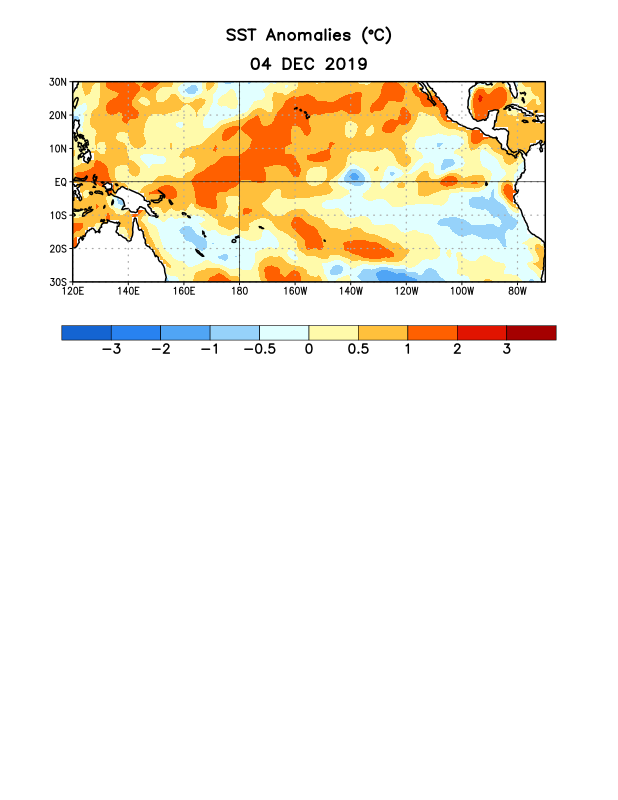 SST Anomalies (°C)
04 DEC 2019
30N
20N
10N
EQ
10S
20S
30S
120E 140E 160E 180 160W 140W 120W 100W 80W
−3 −2 −1 −0.5 0 0.5 1 2 3